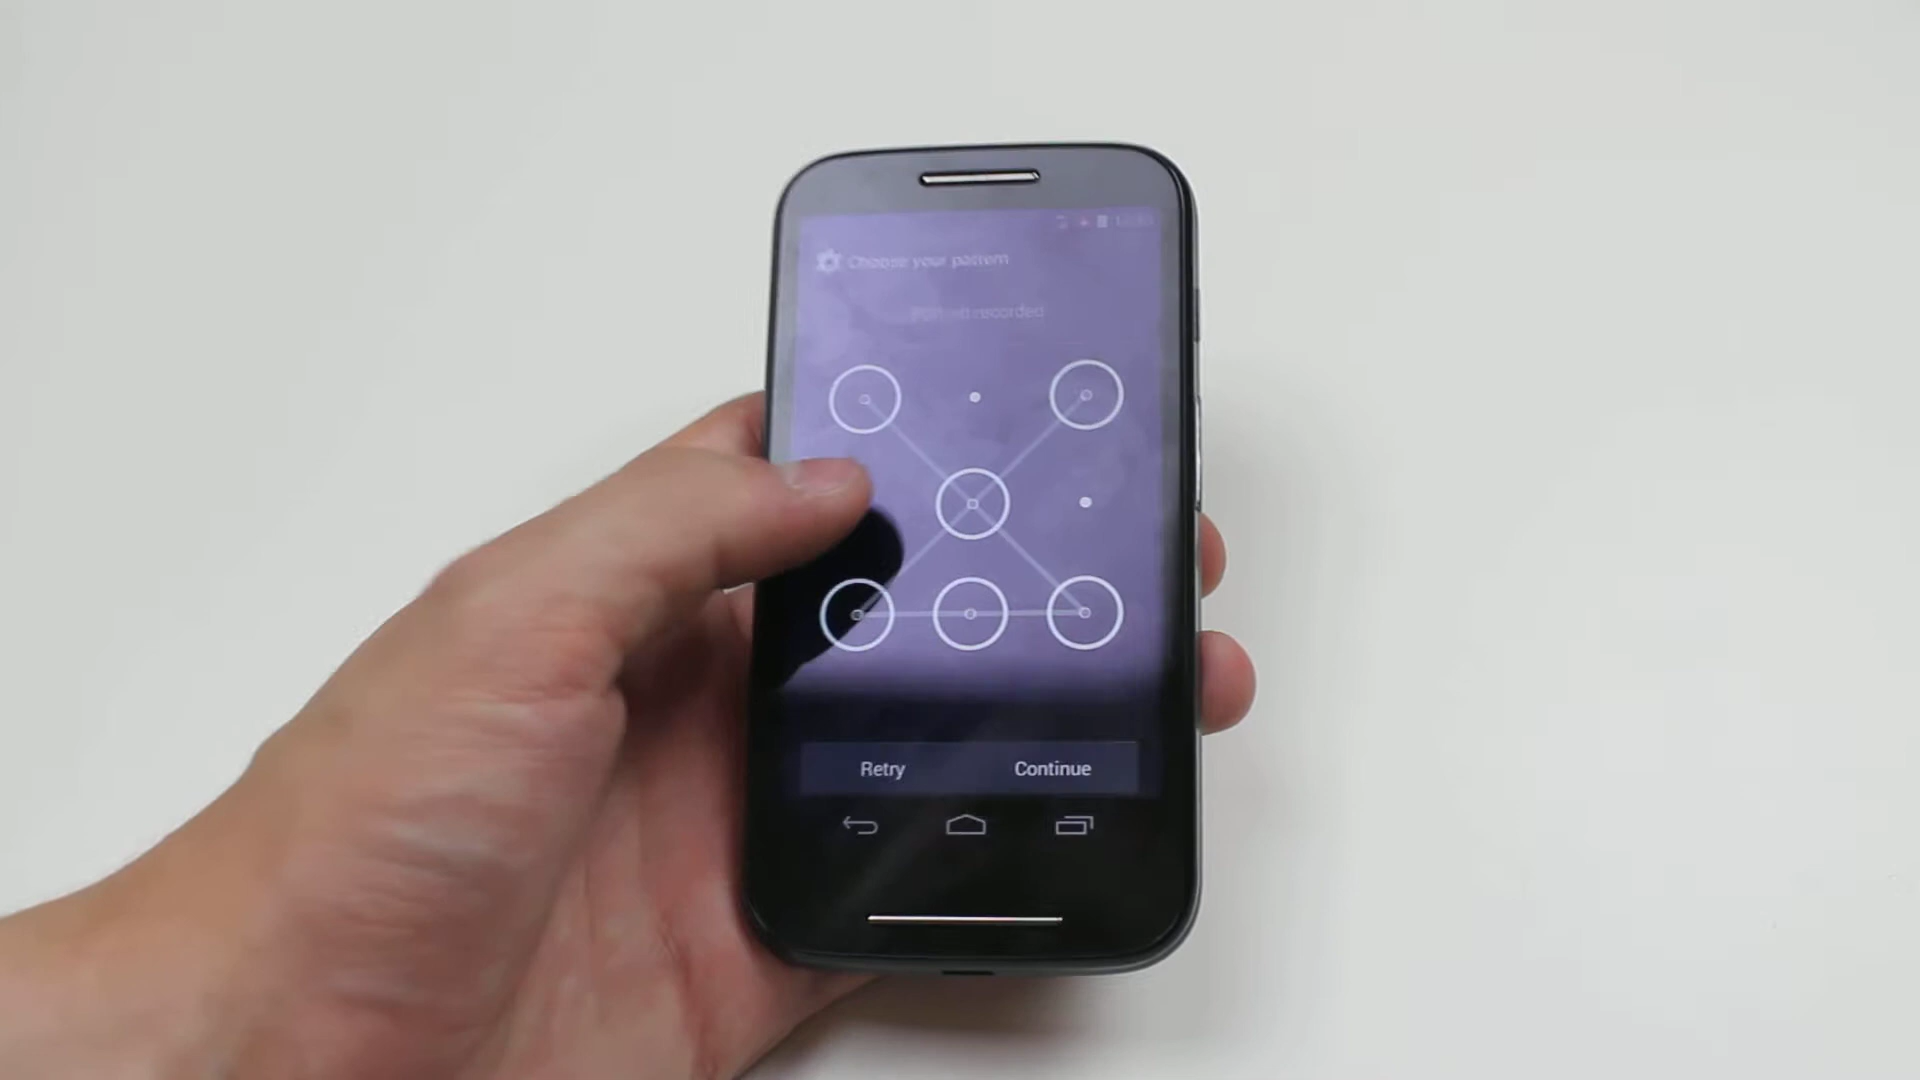 Choose your pattern
Pattern recorded
Retry
Continue